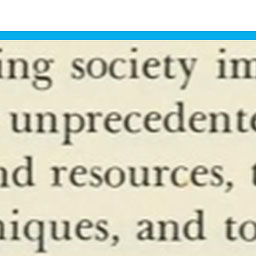 ing society im
unprecedente
nd resources, t
niques, and to